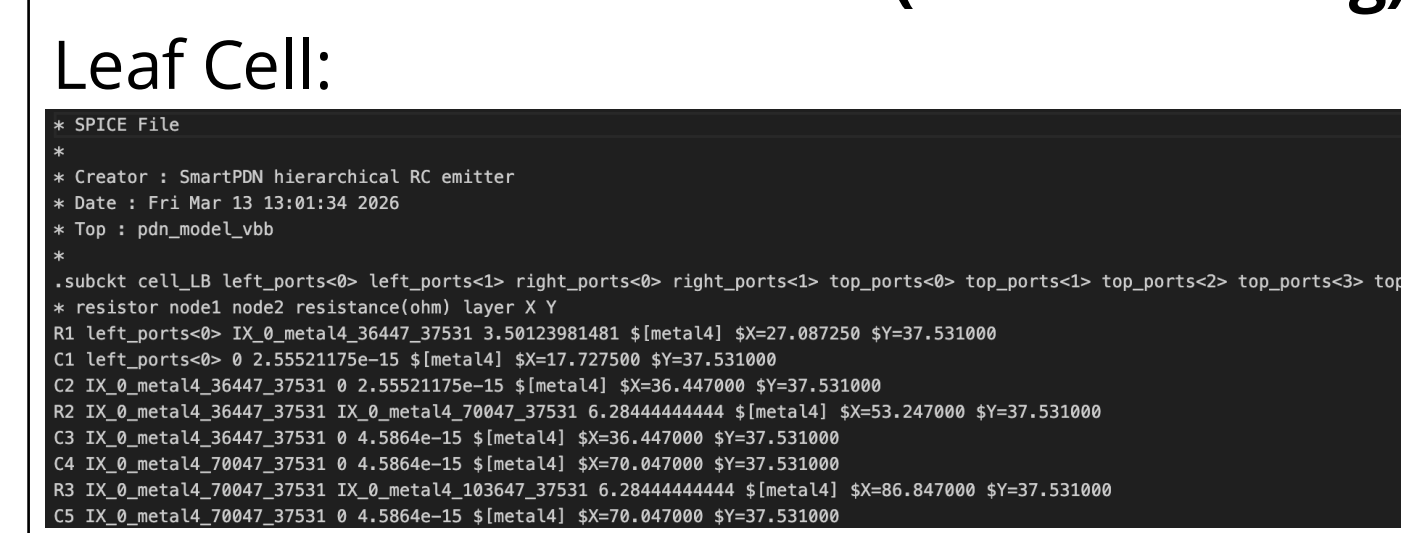 Leaf Cell:
* SPICE File
*
* Creator : SmartPDN hierarchical RC emitter
* Date : Fri Mar 13 13:01:34 2026
* Top : pdn_model_vbb
*
.subckt cell_LB left_ports<0> left_ports<1> right_ports<0> right_ports<1> top_ports<0> top_ports<1> top_ports<2> top_ports<3> top
* resistor node1 node2 resistance(ohm) layer X Y
R1 left_ports<0> IX_0_metal4_36447_37531 3.50123981481 $[metal4] $X=27.087250 $Y=37.531000
C1 left_ports<0> 0 2.55521175e-15 $[metal4] $X=17.727500 $Y=37.531000
C2 IX_0_metal4_36447_37531 0 2.55521175e-15 $[metal4] $X=36.447000 $Y=37.531000
R2 IX_0_metal4_36447_37531 IX_0_metal4_70047_37531 6.28444444444 $[metal4] $X=53.247000 $Y=37.531000
C3 IX_0_metal4_36447_37531 0 4.5864e-15 $[metal4] $X=36.447000 $Y=37.531000
C4 IX_0_metal4_70047_37531 0 4.5864e-15 $[metal4] $X=70.047000 $Y=37.531000
R3 IX_0_metal4_70047_37531 IX_0_metal4_103647_37531 6.28444444444 $[metal4] $X=86.847000 $Y=37.531000
C5 IX_0_metal4_70047_37531 0 4.5864e-15 $[metal4] $X=70.047000 $Y=37.531000